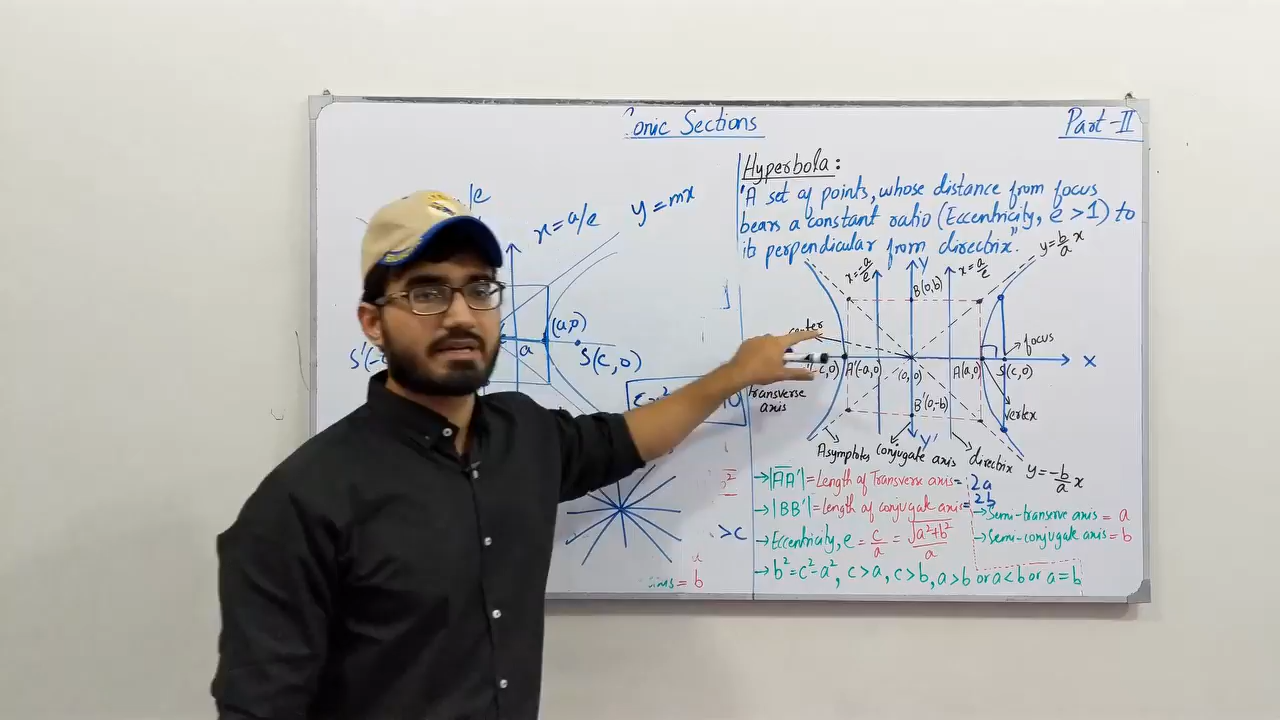 Conic Sections
Part-II
/e
x=a/e
y=mx
(a,0)
a
S(c,0)
>C
= b
Hyperbola:
"A set of points, whose distance from focus
bears a constant ratio (Eccentricity, e >1) to
its perpendicular from directrix".
x=-a/e
Y
x=a/e
y=b/a x
B(0,b)
center
focus
X
-c,0)
A'(-a,0)
(0,0)
A(a,0)
S(c,0)
transverse
axis
B'(0,-b)
vertex
Y'
Asymptotes
conjugate axis
directrix
y=-b/a x
→|AA'|=Length of Transverse axis= 2a
→|BB'|=length of conjugate axis= 2b
→Semi-transverse axis = a
→Semi-conjugate axis = b
→Eccentricity, e = c/a = √a²+b²/a
→b²=c²-a², c>a, c>b, a>b or a<b or a=b